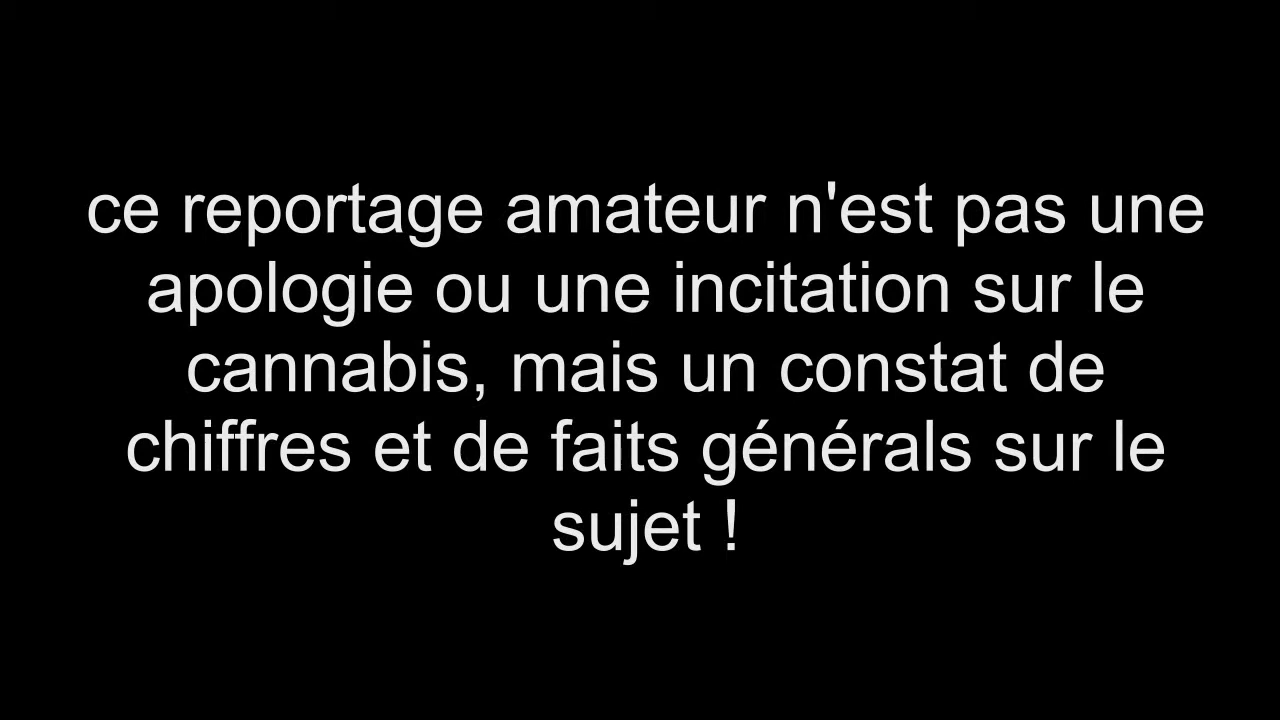 ce reportage amateur n'est pas une
apologie ou une incitation sur le
cannabis, mais un constat de
chiffres et de faits générals sur le
sujet !